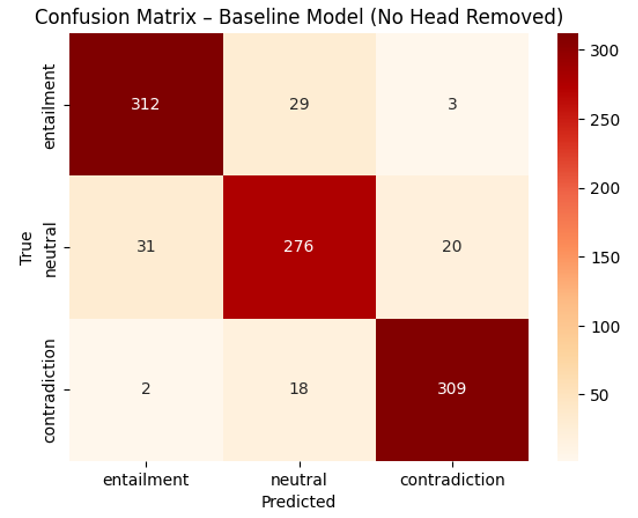 Confusion Matrix – Baseline Model (No Head Removed)
entailment
312
29
3
True
neutral
31
276
20
contradiction
2
18
309
entailment
neutral
contradiction
Predicted
300
250
200
150
100
50